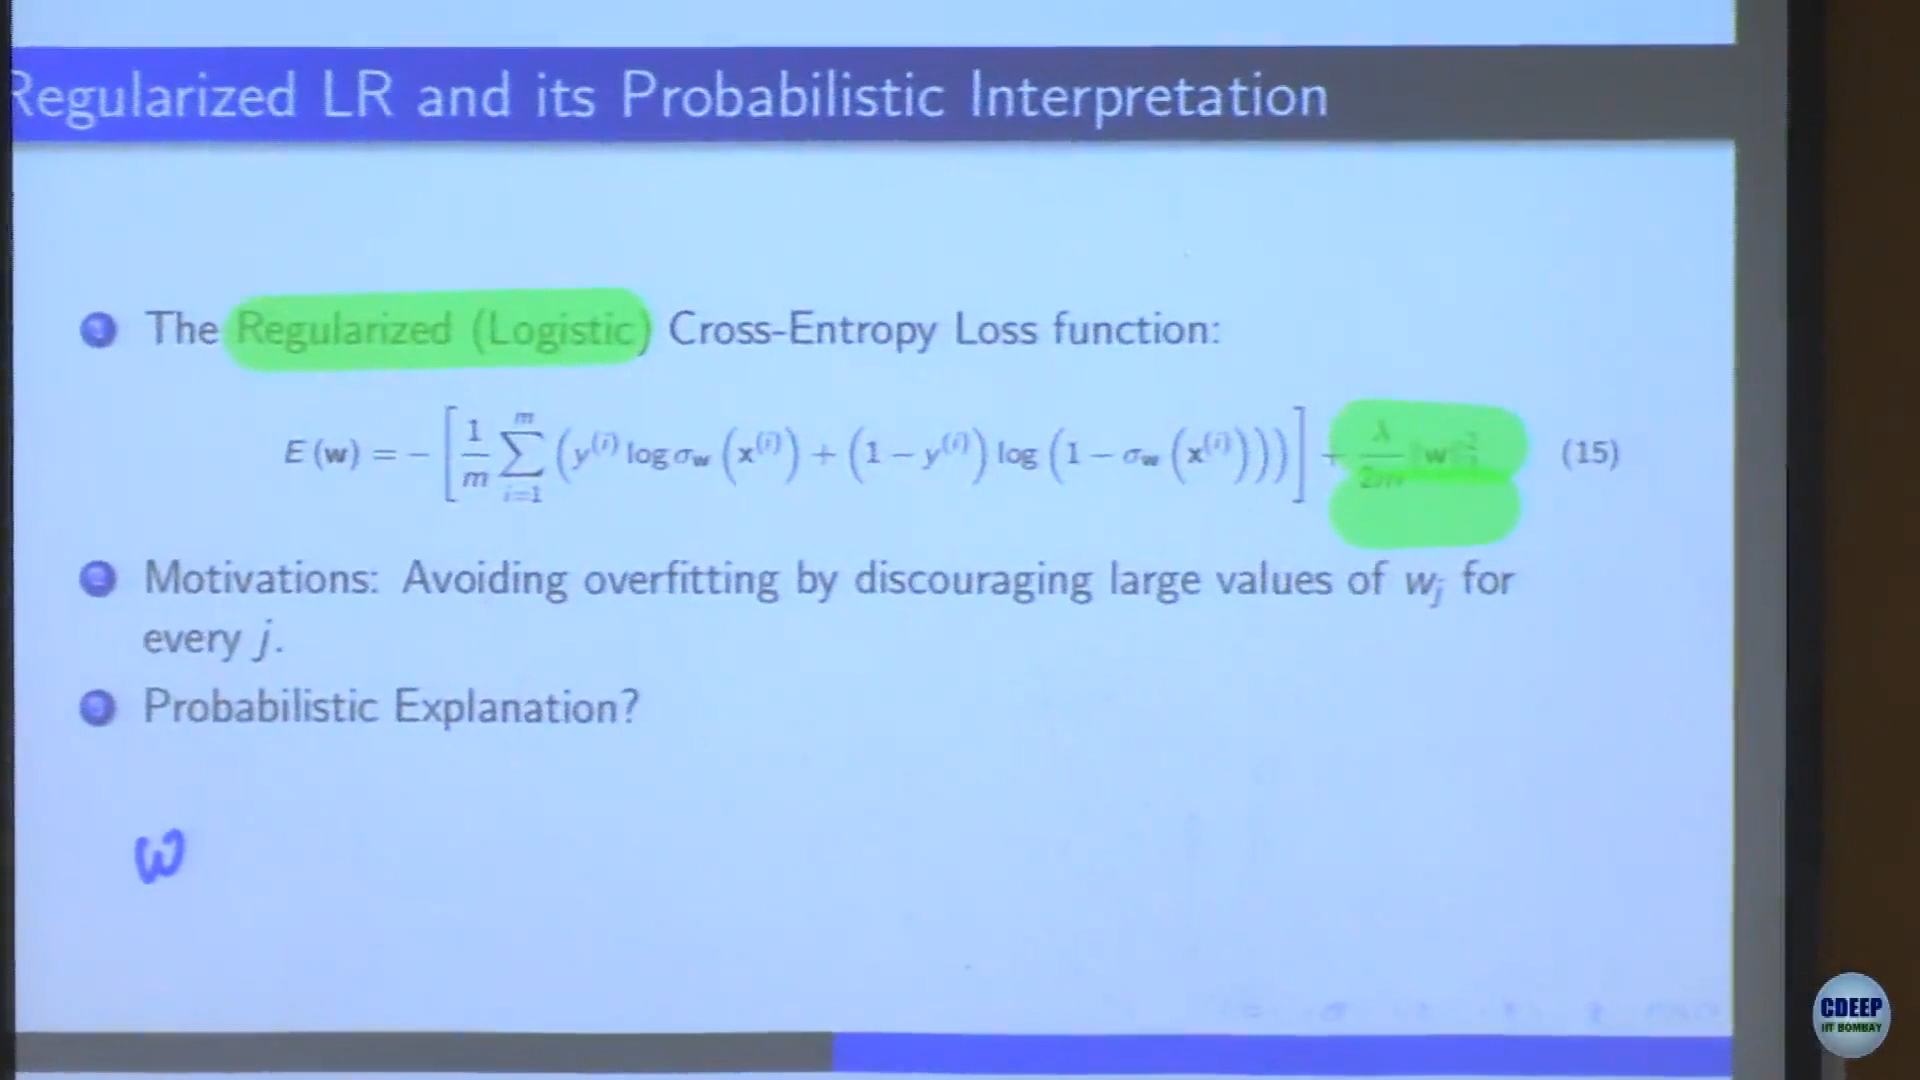 Regularized LR and its Probabilistic Interpretation
The Regularized (Logistic) Cross-Entropy Loss function:
E (w) = − [ 1/m ∑_{i=1}^{m} ( y^{(i)} log σ_w ( x^{(i)} ) + ( 1 − y^{(i)} ) log ( 1 − σ_w ( x^{(i)} ) ) ) ] + λ/2m ‖w‖²₂ (15)
Motivations: Avoiding overfitting by discouraging large values of w_j for
every j.
Probabilistic Explanation?
ω
CDEEP
IIT BOMBAY